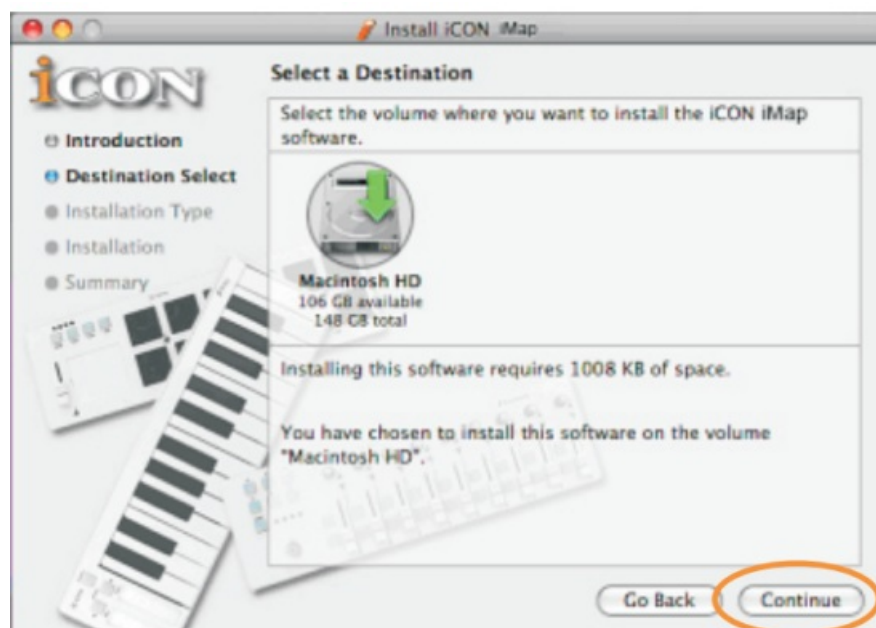 Install iCON iMap
iCON
Select a Destination
Select the volume where you want to install the iCON iMap
software.
Introduction
Destination Select
Installation Type
Installation
Summary
Macintosh HD
106 GB available
148 GB total
Installing this software requires 1008 KB of space.
You have chosen to install this software on the volume
"Macintosh HD".
Go Back
Continue